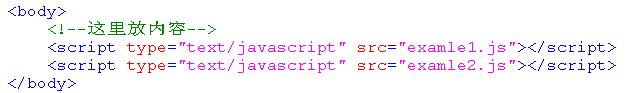 <body>
<!--这里放内容-->
<script type="text/javascript" src="examle1.js"></script>
<script type="text/javascript" src="examle2.js"></script>
</body>